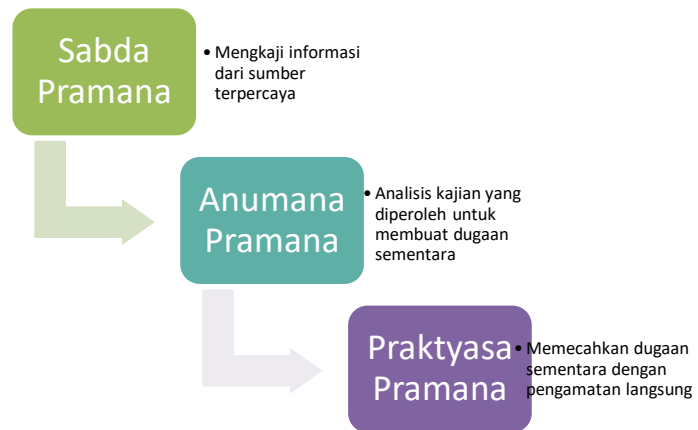 Sabda
Pramana
• Mengkaji informasi
dari sumber
terpercaya
Anumana
Pramana
• Analisis kajian yang
diperoleh untuk
membuat dugaan
sementara
Praktyasa
Pramana
• Memecahkan dugaan
sementara dengan
pengamatan langsung